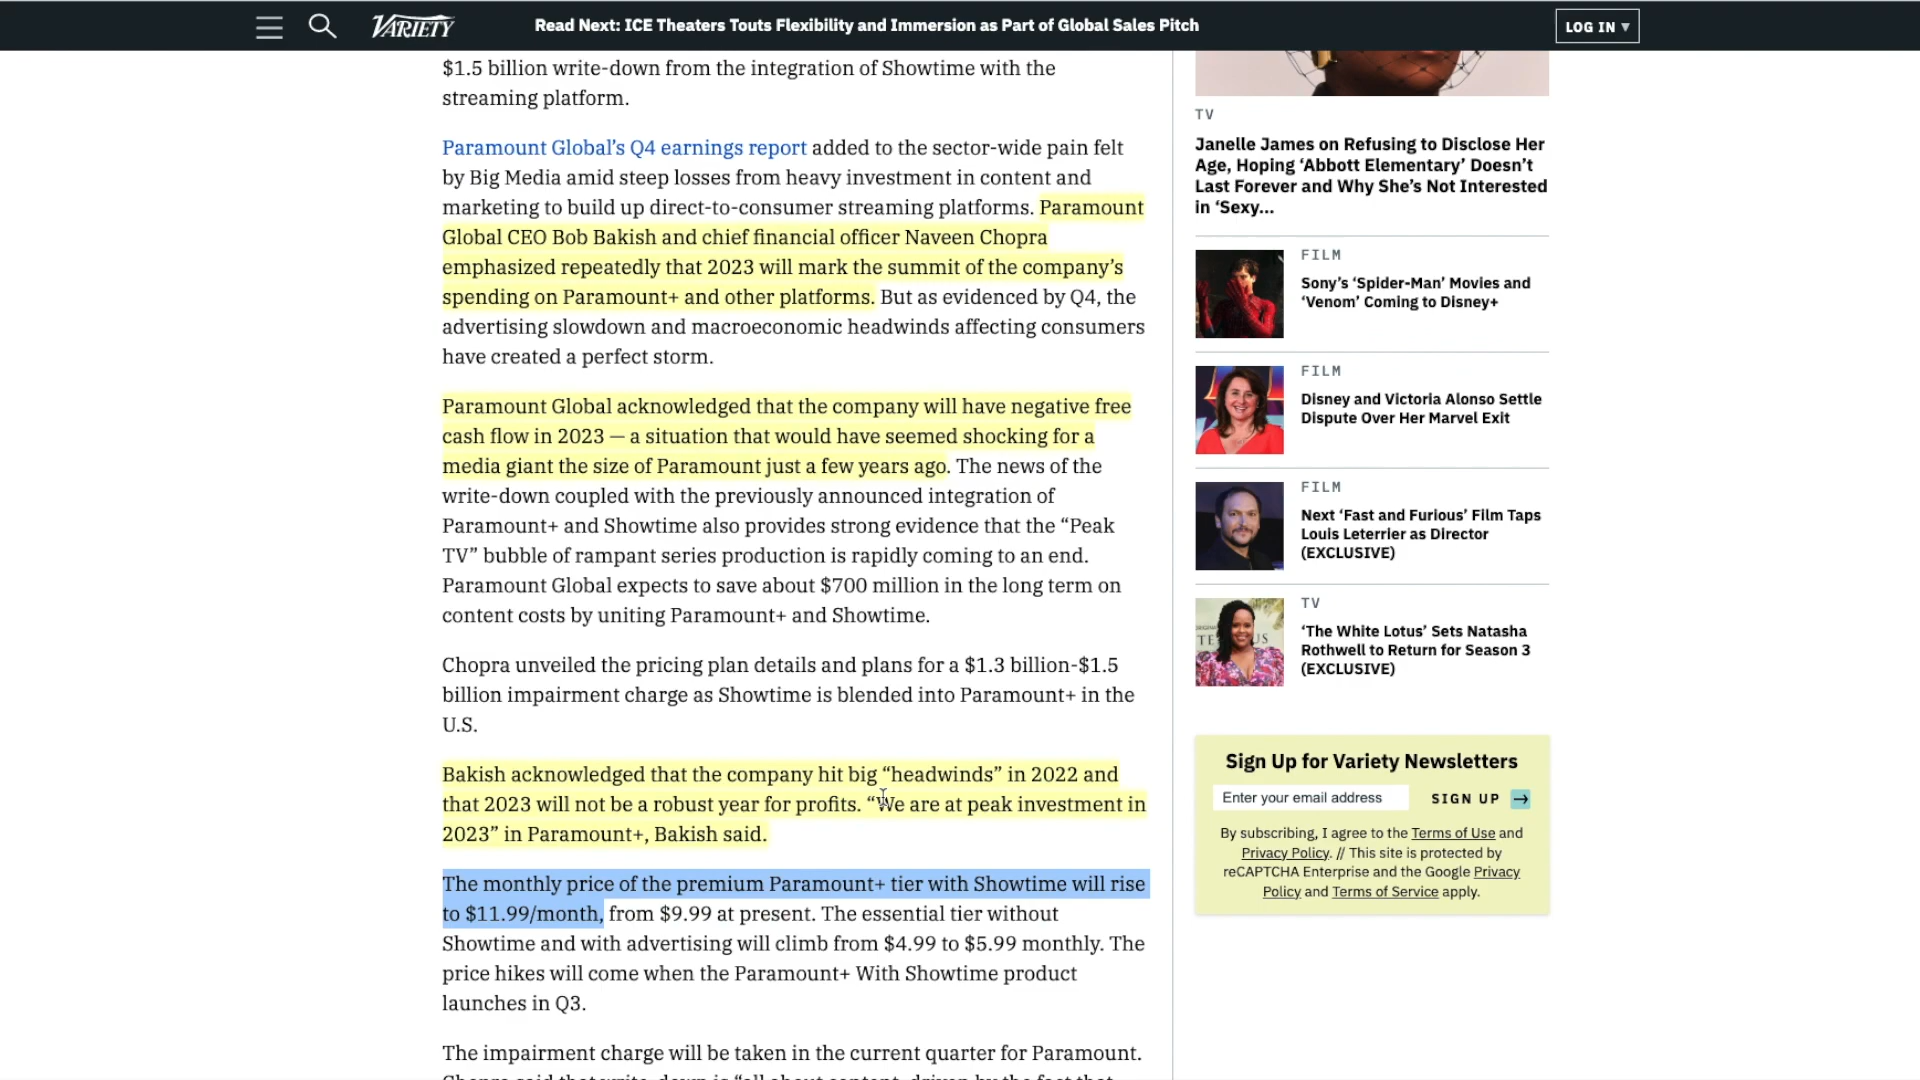 VARIETY
Read Next: ICE Theaters Touts Flexibility and Immersion as Part of Global Sales Pitch
LOG IN ▼
$1.5 billion write-down from the integration of Showtime with the
streaming platform.
Paramount Global’s Q4 earnings report added to the sector-wide pain felt
by Big Media amid steep losses from heavy investment in content and
marketing to build up direct-to-consumer streaming platforms. Paramount
Global CEO Bob Bakish and chief financial officer Naveen Chopra
emphasized repeatedly that 2023 will mark the summit of the company’s
spending on Paramount+ and other platforms. But as evidenced by Q4, the
advertising slowdown and macroeconomic headwinds affecting consumers
have created a perfect storm.
Paramount Global acknowledged that the company will have negative free
cash flow in 2023 — a situation that would have seemed shocking for a
media giant the size of Paramount just a few years ago. The news of the
write-down coupled with the previously announced integration of
Paramount+ and Showtime also provides strong evidence that the “Peak
TV” bubble of rampant series production is rapidly coming to an end.
Paramount Global expects to save about $700 million in the long term on
content costs by uniting Paramount+ and Showtime.
Chopra unveiled the pricing plan details and plans for a $1.3 billion-$1.5
billion impairment charge as Showtime is blended into Paramount+ in the
U.S.
Bakish acknowledged that the company hit big “headwinds” in 2022 and
that 2023 will not be a robust year for profits. “We are at peak investment in
2023” in Paramount+, Bakish said.
The monthly price of the premium Paramount+ tier with Showtime will rise
to $11.99/month, from $9.99 at present. The essential tier without
Showtime and with advertising will climb from $4.99 to $5.99 monthly. The
price hikes will come when the Paramount+ With Showtime product
launches in Q3.
The impairment charge will be taken in the current quarter for Paramount.
TV
Janelle James on Refusing to Disclose Her
Age, Hoping ‘Abbott Elementary’ Doesn’t
Last Forever and Why She’s Not Interested
in ‘Sexy...
FILM
Sony’s ‘Spider-Man’ Movies and
‘Venom’ Coming to Disney+
FILM
Disney and Victoria Alonso Settle
Dispute Over Her Marvel Exit
FILM
Next ‘Fast and Furious’ Film Taps
Louis Leterrier as Director
(EXCLUSIVE)
TV
‘The White Lotus’ Sets Natasha
Rothwell to Return for Season 3
(EXCLUSIVE)
Sign Up for Variety Newsletters
Enter your email address
SIGN UP →
By subscribing, I agree to the Terms of Use and
Privacy Policy. // This site is protected by
reCAPTCHA Enterprise and the Google Privacy
Policy and Terms of Service apply.